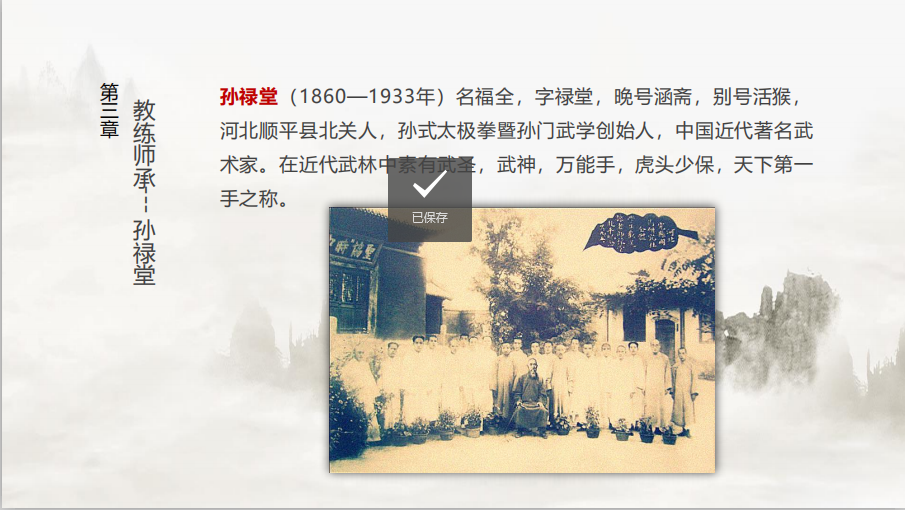 第三章
教练师承---孙禄堂
孙禄堂（1860—1933年）名福全，字禄堂，晚号涵斋，别号活猴，
河北顺平县北关人，孙式太极拳暨孙门武学创始人，中国近代著名武
术家。在近代武林中素有武圣，武神，万能手，虎头少保，天下第一
手之称。
已保存